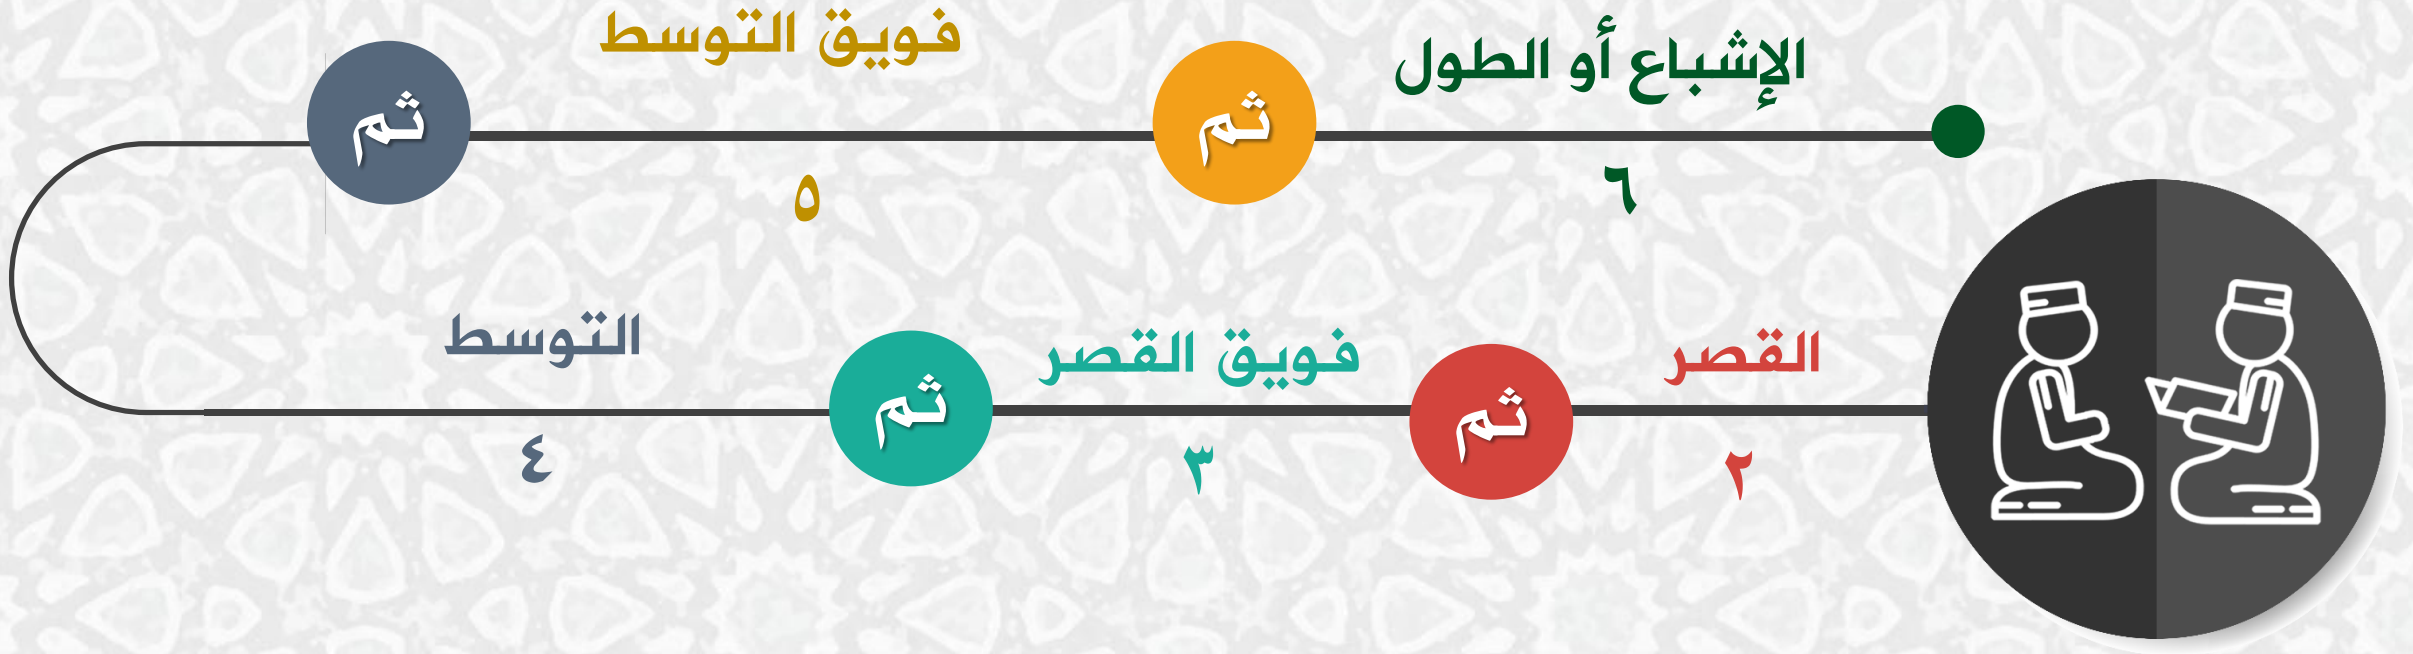 فويق التوسط
الإشباع أو الطول
ثم
ثم
٥
٦
التوسط
فويق القصر
القصر
ثم
ثم
٤
٣
٢